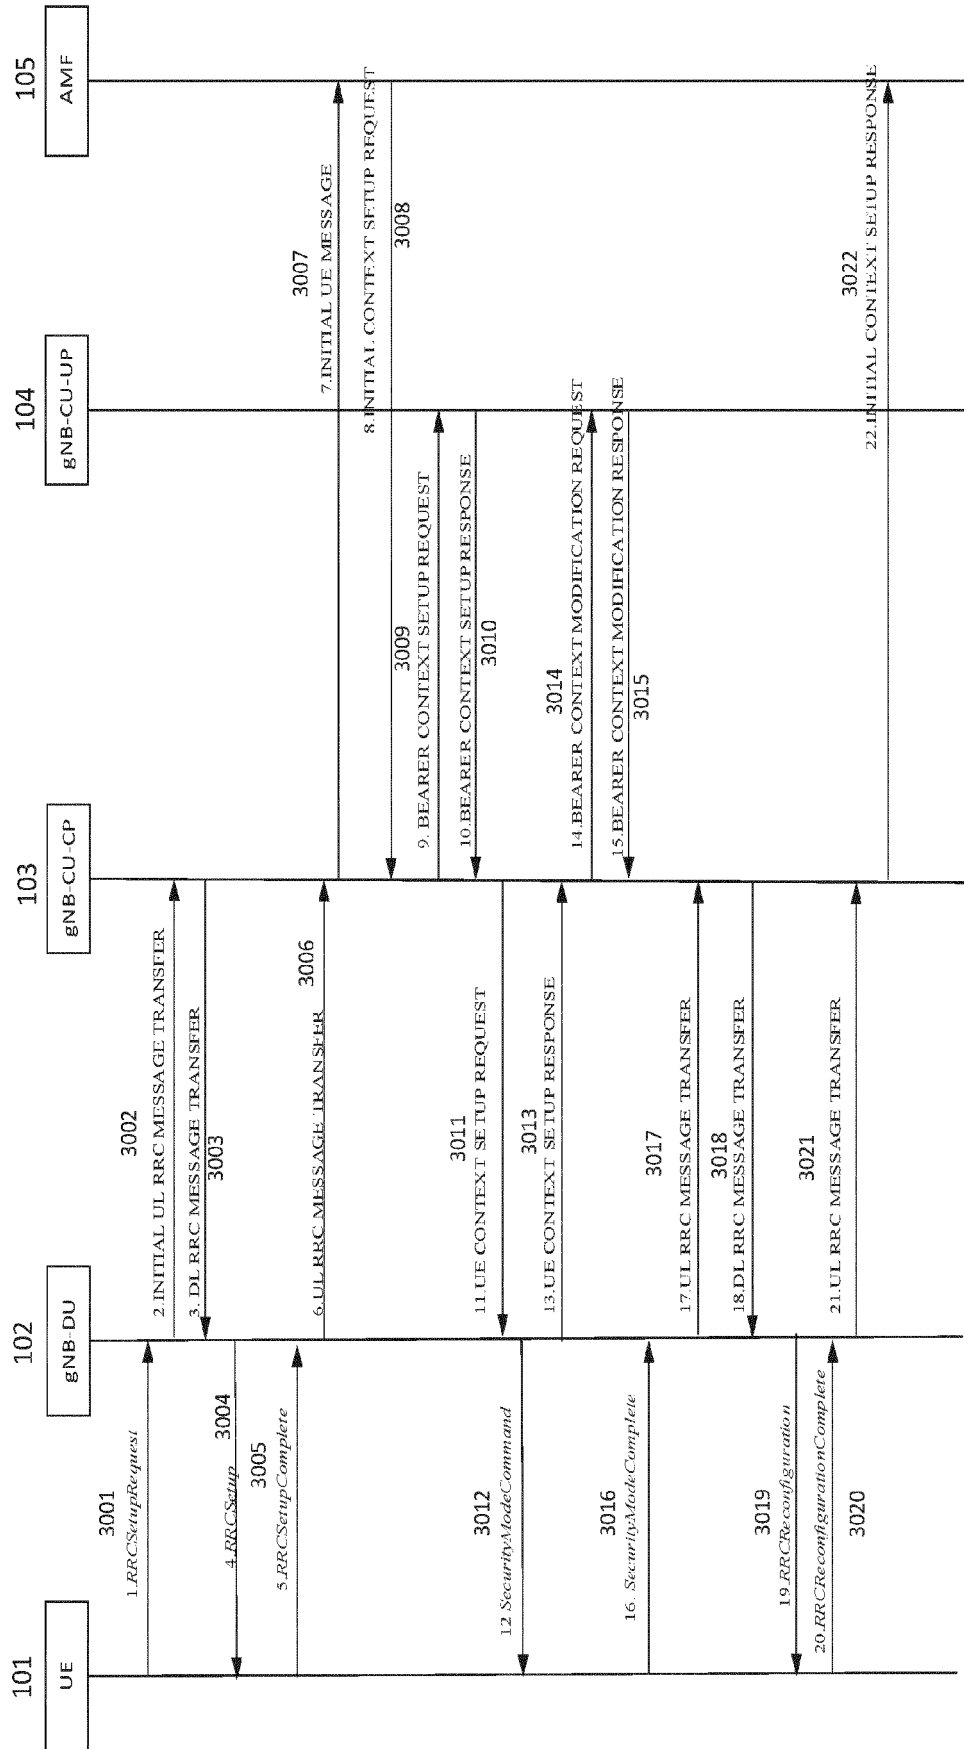 101
UE
102
gNB-DU
103
gNB-CU-CP
104
gNB-CU-UP
105
AMF
3001
1.RRCSetupRequest
3002
2.INITIAL UL RRC MESSAGE TRANSFER
3. DL RRC MESSAGE TRANSFER
3003
3004
4.RRCSetup
3005
5.RRCSetupComplete
3006
6.UL RRC MESSAGE TRANSFER
3007
7.INITIAL UE MESSAGE
8.INITIAL CONTEXT SETUP REQUEST
3008
3009
9. BEARER CONTEXT SETUP REQUEST
10.BEARER CONTEXT SETUP RESPONSE
3010
3011
11.UE CONTEXT SETUP REQUEST
3012
12 SecurityModeCommand
3013
13.UE CONTEXT SETUP RESPONSE
3014
14.BEARER CONTEXT MODIFICATION REQUEST
15.BEARER CONTEXT MODIFICATION RESPONSE
3015
3016
16. SecurityModeComplete
3017
17.UL RRC MESSAGE TRANSFER
3018
18.DL RRC MESSAGE TRANSFER
3019
19.RRCReconfiguration
20.RRCReconfigurationComplete
3020
3021
21.UL RRC MESSAGE TRANSFER
3022
22.INITIAL CONTEXT SETUP RESPONSE